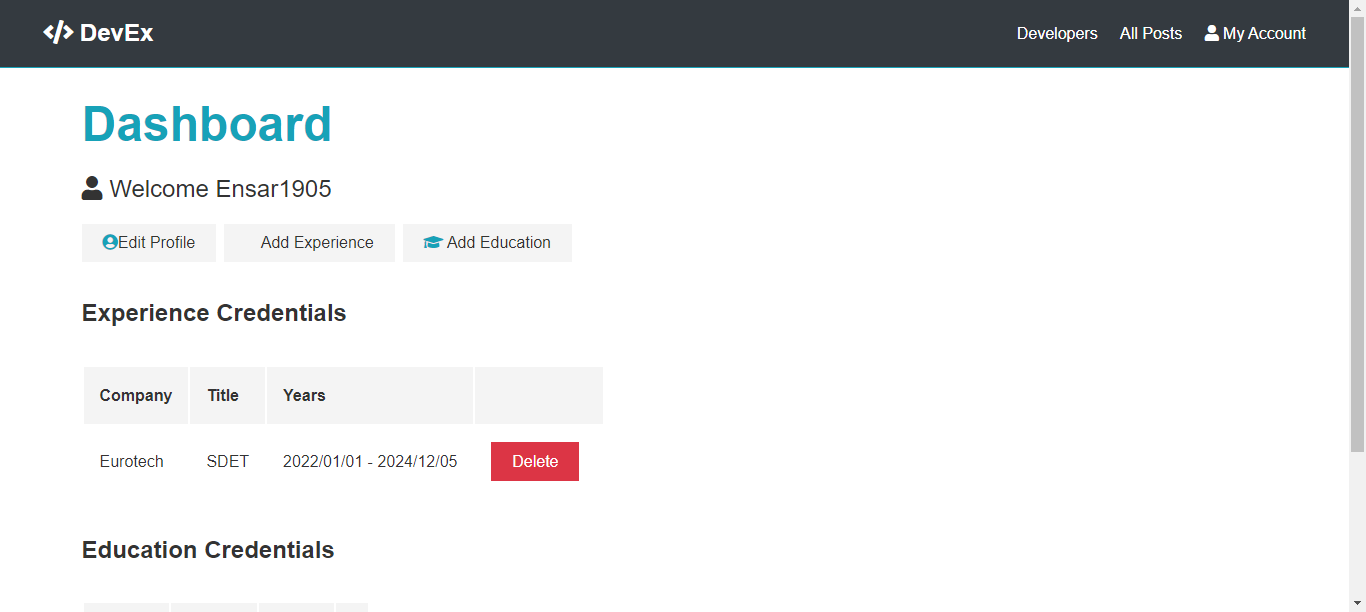 DevEx
Developers All Posts My Account
Dashboard
Welcome Ensar1905
Edit Profile Add Experience Add Education
Experience Credentials
Company Title Years
Eurotech SDET 2022/01/01 - 2024/12/05 Delete
Education Credentials